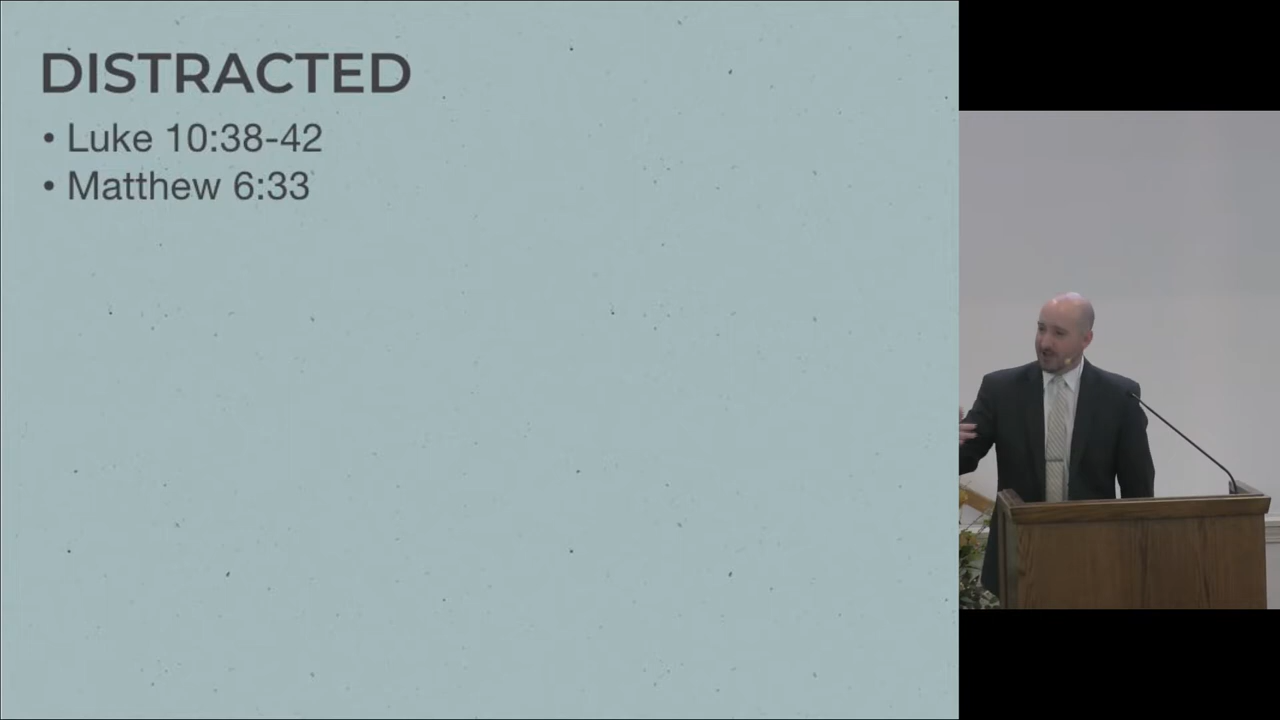 DISTRACTED
• Luke 10:38-42
• Matthew 6:33